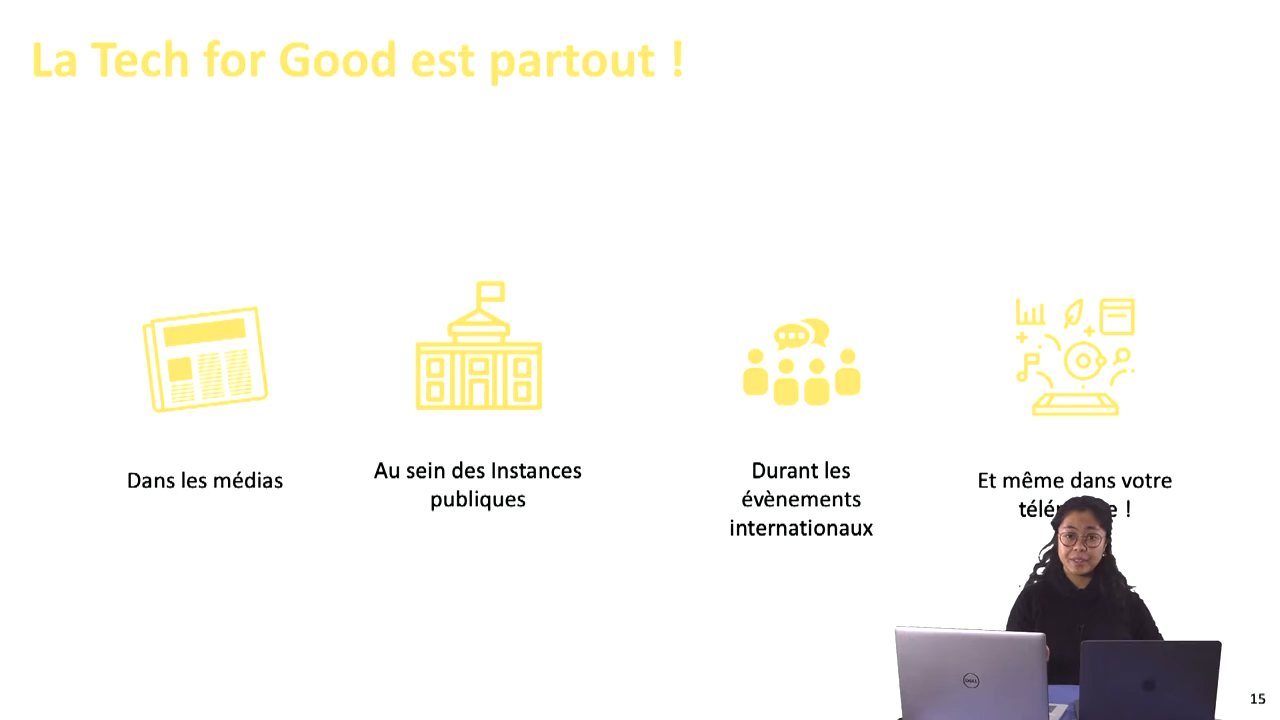 La Tech for Good est partout !
Dans les médias
Au sein des Instances
publiques
Durant les
évènements
internationaux
Et même dans votre
!
DELL
15